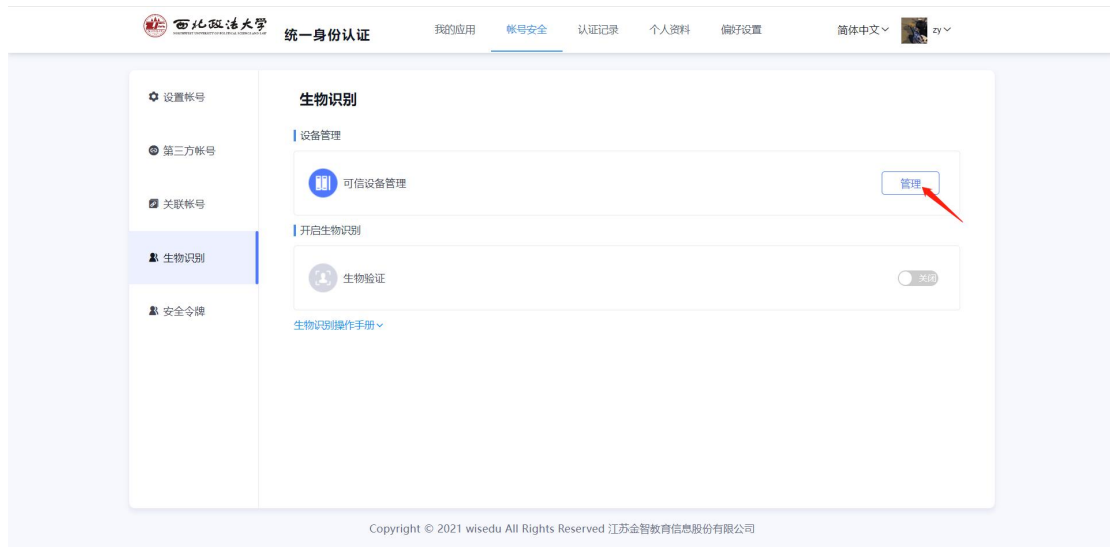 西北政法大学
统一身份认证
我的应用 帐号安全 认证记录 个人资料 偏好设置
简体中文 zy
设置帐号
第三方帐号
关联帐号
生物识别
安全令牌
生物识别
设备管理
可信设备管理 管理
开启生物识别
生物验证 关闭
生物识别操作手册
Copyright © 2021 wisedu All Rights Reserved 江苏金智教育信息股份有限公司